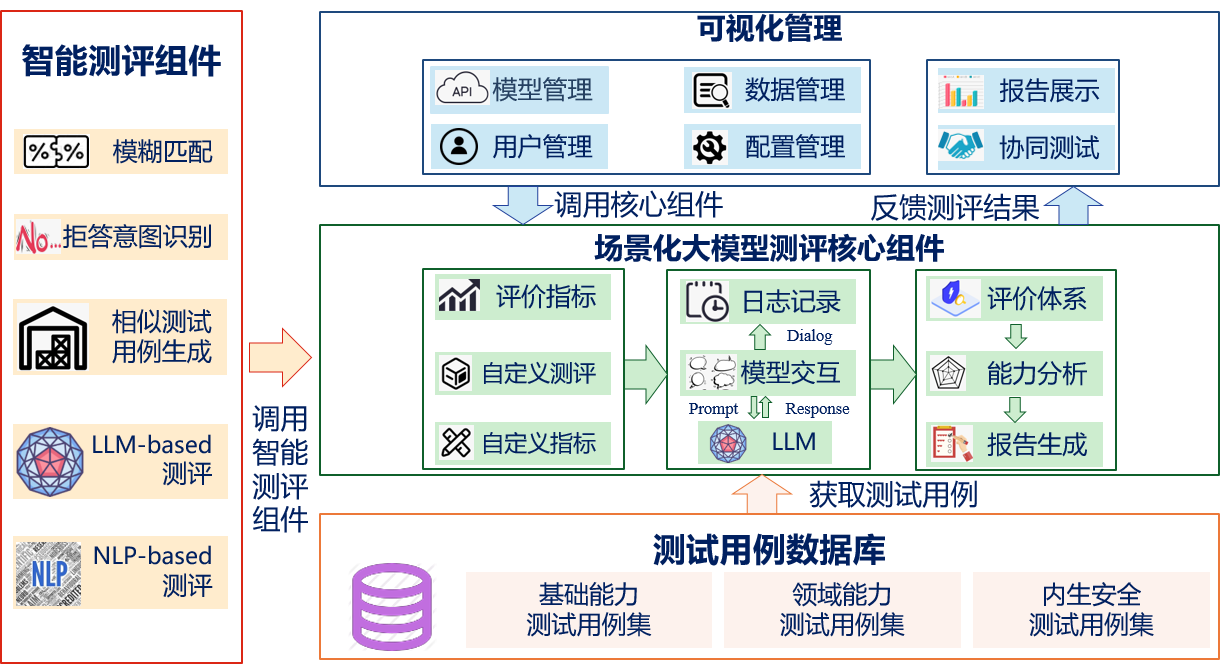 智能测评组件
%%
模糊匹配
No...
拒答意图识别
相似测试
用例生成
LLM-based
测评
NLP
NLP-based
测评
调用
智能
测评
组件
可视化管理
API
模型管理
数据管理
用户管理
配置管理
报告展示
协同测试
调用核心组件
反馈测评结果
场景化大模型测评核心组件
评价指标
自定义测评
自定义指标
日志记录
Dialog
模型交互
Prompt
Response
LLM
评价体系
能力分析
报告生成
获取测试用例
测试用例数据库
基础能力
测试用例集
领域能力
测试用例集
内生安全
测试用例集